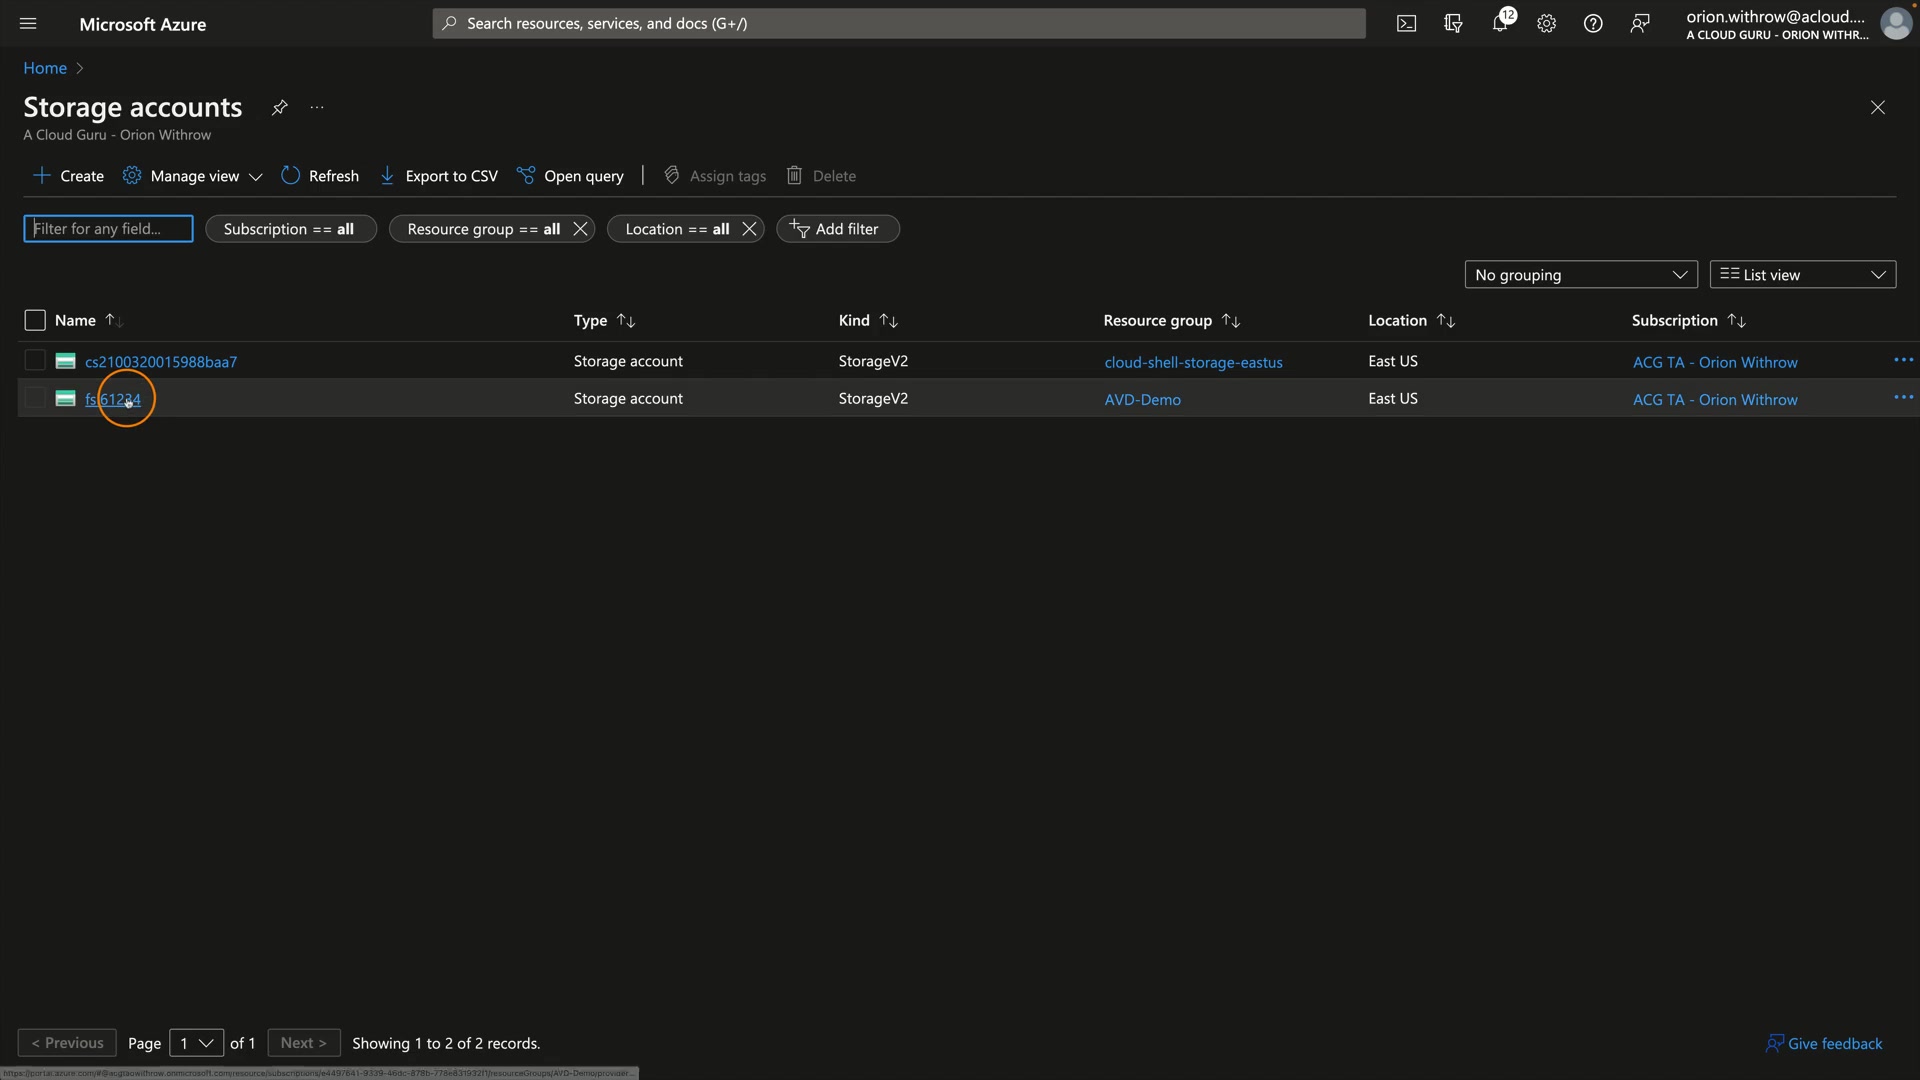 Microsoft Azure
Search resources, services, and docs (G+/)
12
orion.withrow@acloud....
A CLOUD GURU - ORION WITHR...
Home
Storage accounts
A Cloud Guru - Orion Withrow
Create Manage view Refresh Export to CSV Open query Assign tags Delete
Filter for any field... Subscription == all Resource group == all Location == all Add filter
No grouping List view
Name Type Kind Resource group Location Subscription
cs2100320015988baa7 Storage account StorageV2 cloud-shell-storage-eastus East US ACG TA - Orion Withrow
Storage account StorageV2 AVD-Demo East US ACG TA - Orion Withrow
< Previous Page 1 of 1 Next > Showing 1 to 2 of 2 records.
Give feedback